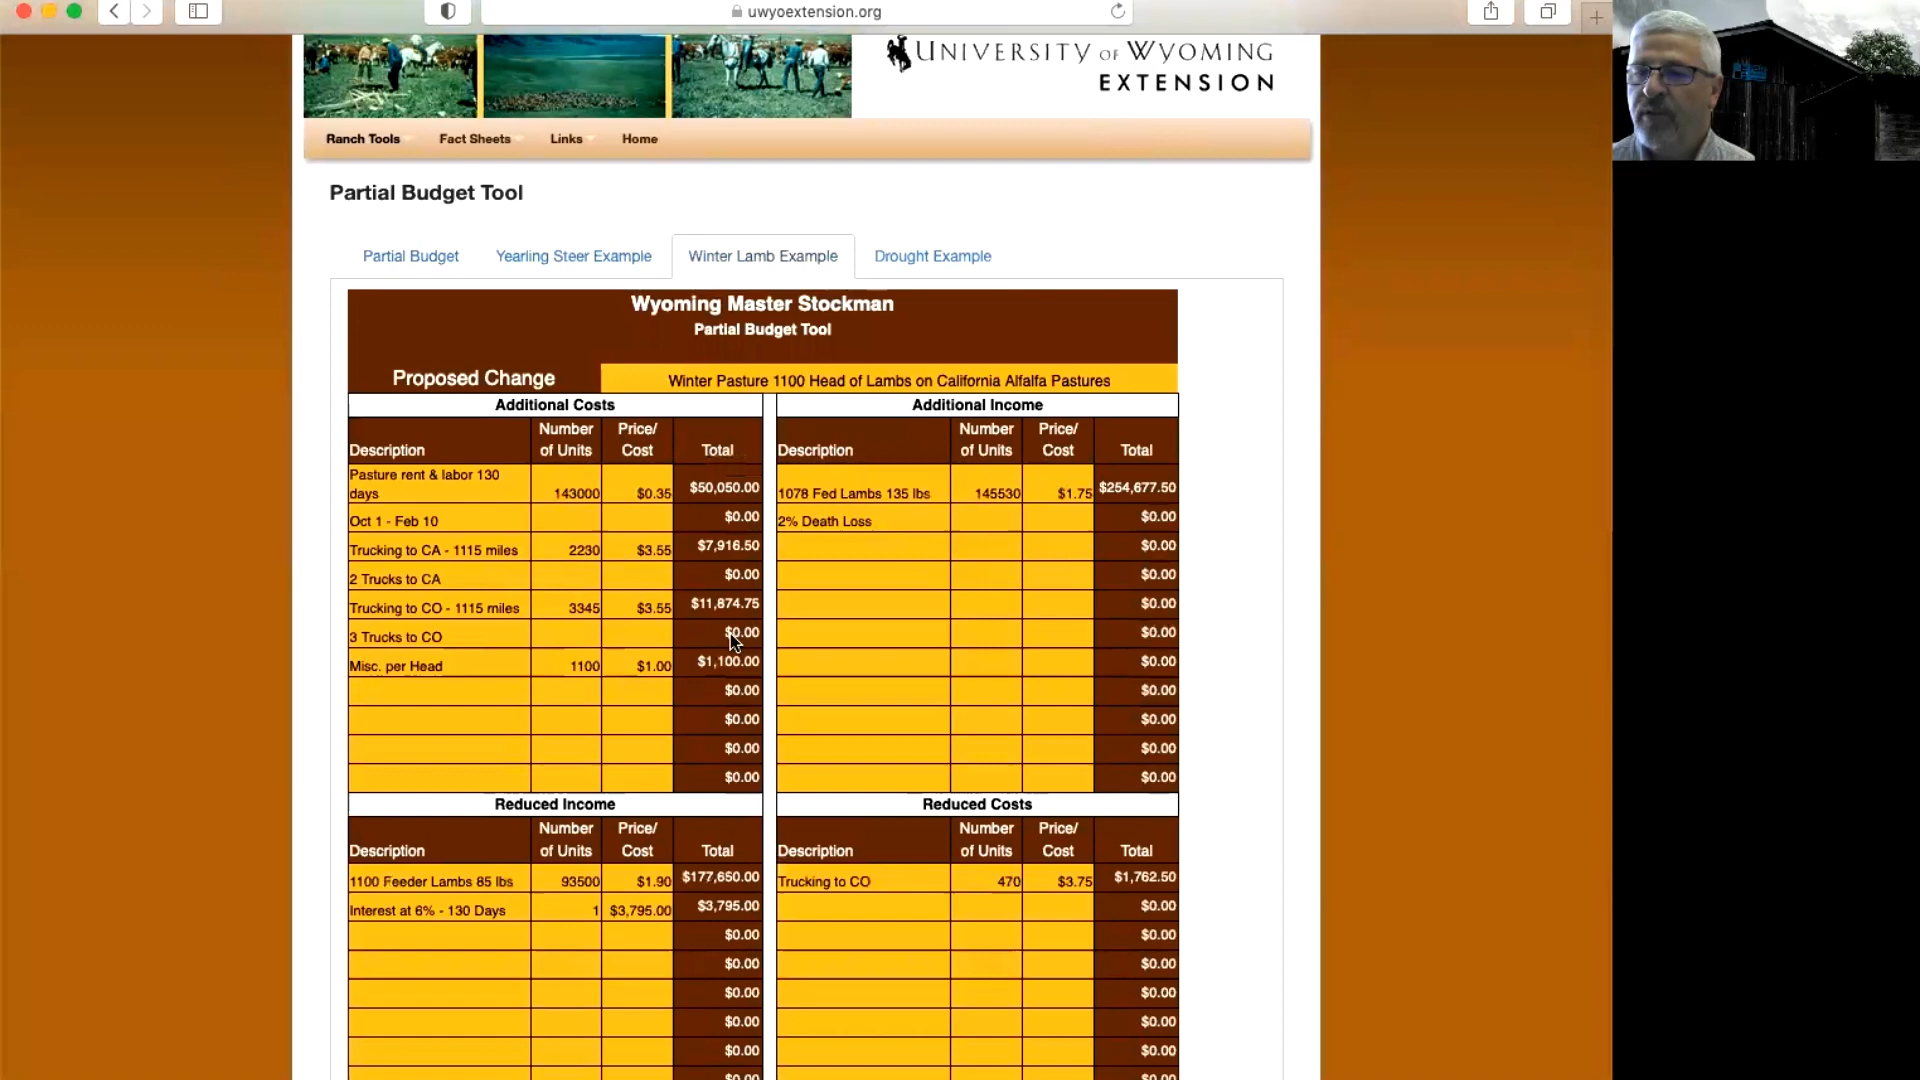 uwyoextension.org
UNIVERSITY OF WYOMING
EXTENSION
Ranch Tools Fact Sheets Links Home
Partial Budget Tool
Partial Budget Yearling Steer Example Winter Lamb Example Drought Example
Wyoming Master Stockman
Partial Budget Tool
Proposed Change Winter Pasture 1100 Head of Lambs on California Alfalfa Pastures
Additional Costs
Description Number of Units Price/ Cost Total
Pasture rent & labor 130 days 143000 $0.35 $50,050.00
Oct 1 - Feb 10 $0.00
Trucking to CA - 1115 miles 2230 $3.55 $7,916.50
2 Trucks to CA $0.00
Trucking to CO - 1115 miles 3345 $3.55 $11,874.75
3 Trucks to CO $0.00
Misc. per Head 1100 $1.00 $1,100.00
$0.00
$0.00
$0.00
$0.00
Additional Income
Description Number of Units Price/ Cost Total
1078 Fed Lambs 135 lbs 145530 $1.75 $254,677.50
2% Death Loss $0.00
$0.00
$0.00
$0.00
$0.00
$0.00
$0.00
$0.00
$0.00
$0.00
Reduced Income
Description Number of Units Price/ Cost Total
1100 Feeder Lambs 85 lbs 93500 $1.90 $177,650.00
Interest at 6% - 130 Days 1 $3,795.00 $3,795.00
$0.00
$0.00
$0.00
$0.00
$0.00
$0.00
Reduced Costs
Description Number of Units Price/ Cost Total
Trucking to CO 470 $3.75 $1,762.50
$0.00
$0.00
$0.00
$0.00
$0.00
$0.00
$0.00